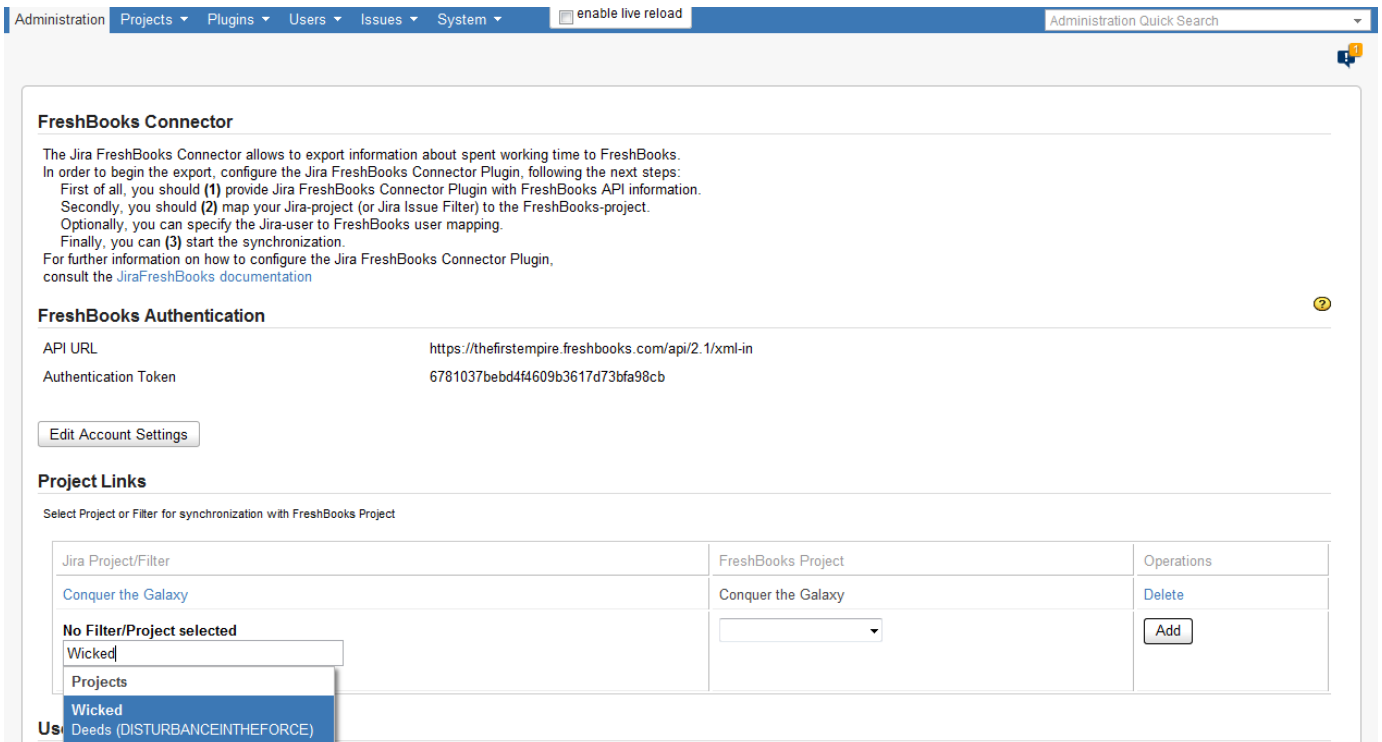 Administration Projects Plugins Users Issues System enable live reload Administration Quick Search
1
FreshBooks Connector
The Jira FreshBooks Connector allows to export information about spent working time to FreshBooks.
In order to begin the export, configure the Jira FreshBooks Connector Plugin, following the next steps:
First of all, you should (1) provide Jira FreshBooks Connector Plugin with FreshBooks API information.
Secondly, you should (2) map your Jira-project (or Jira Issue Filter) to the FreshBooks-project.
Optionally, you can specify the Jira-user to FreshBooks user mapping.
Finally, you can (3) start the synchronization.
For further information on how to configure the Jira FreshBooks Connector Plugin,
consult the JiraFreshBooks documentation
FreshBooks Authentication ?
API URL https://thefirstempire.freshbooks.com/api/2.1/xml-in
Authentication Token 6781037bebd4f4609b3617d73bfa98cb
Edit Account Settings
Project Links
Select Project or Filter for synchronization with FreshBooks Project
Jira Project/Filter FreshBooks Project Operations
Conquer the Galaxy Conquer the Galaxy Delete
No Filter/Project selected Add
Wicked
Projects
Wicked
Deeds (DISTURBANCEINTHEFORCE)